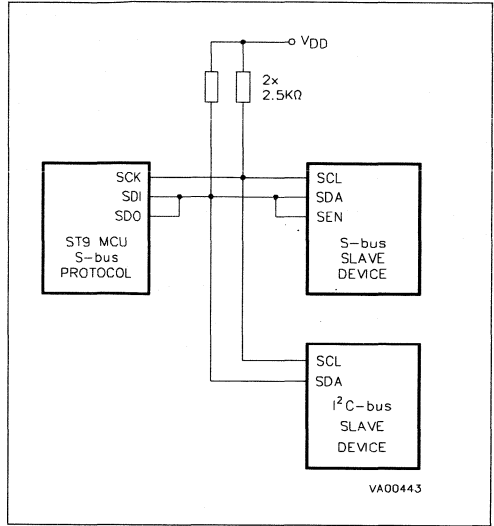 VDD
2x
2.5KΩ
SCK
SDI
SDO
ST9 MCU
S-bus
PROTOCOL
SCL
SDA
SEN
S-bus
SLAVE
DEVICE
SCL
SDA
I²C-bus
SLAVE
DEVICE
VA00443